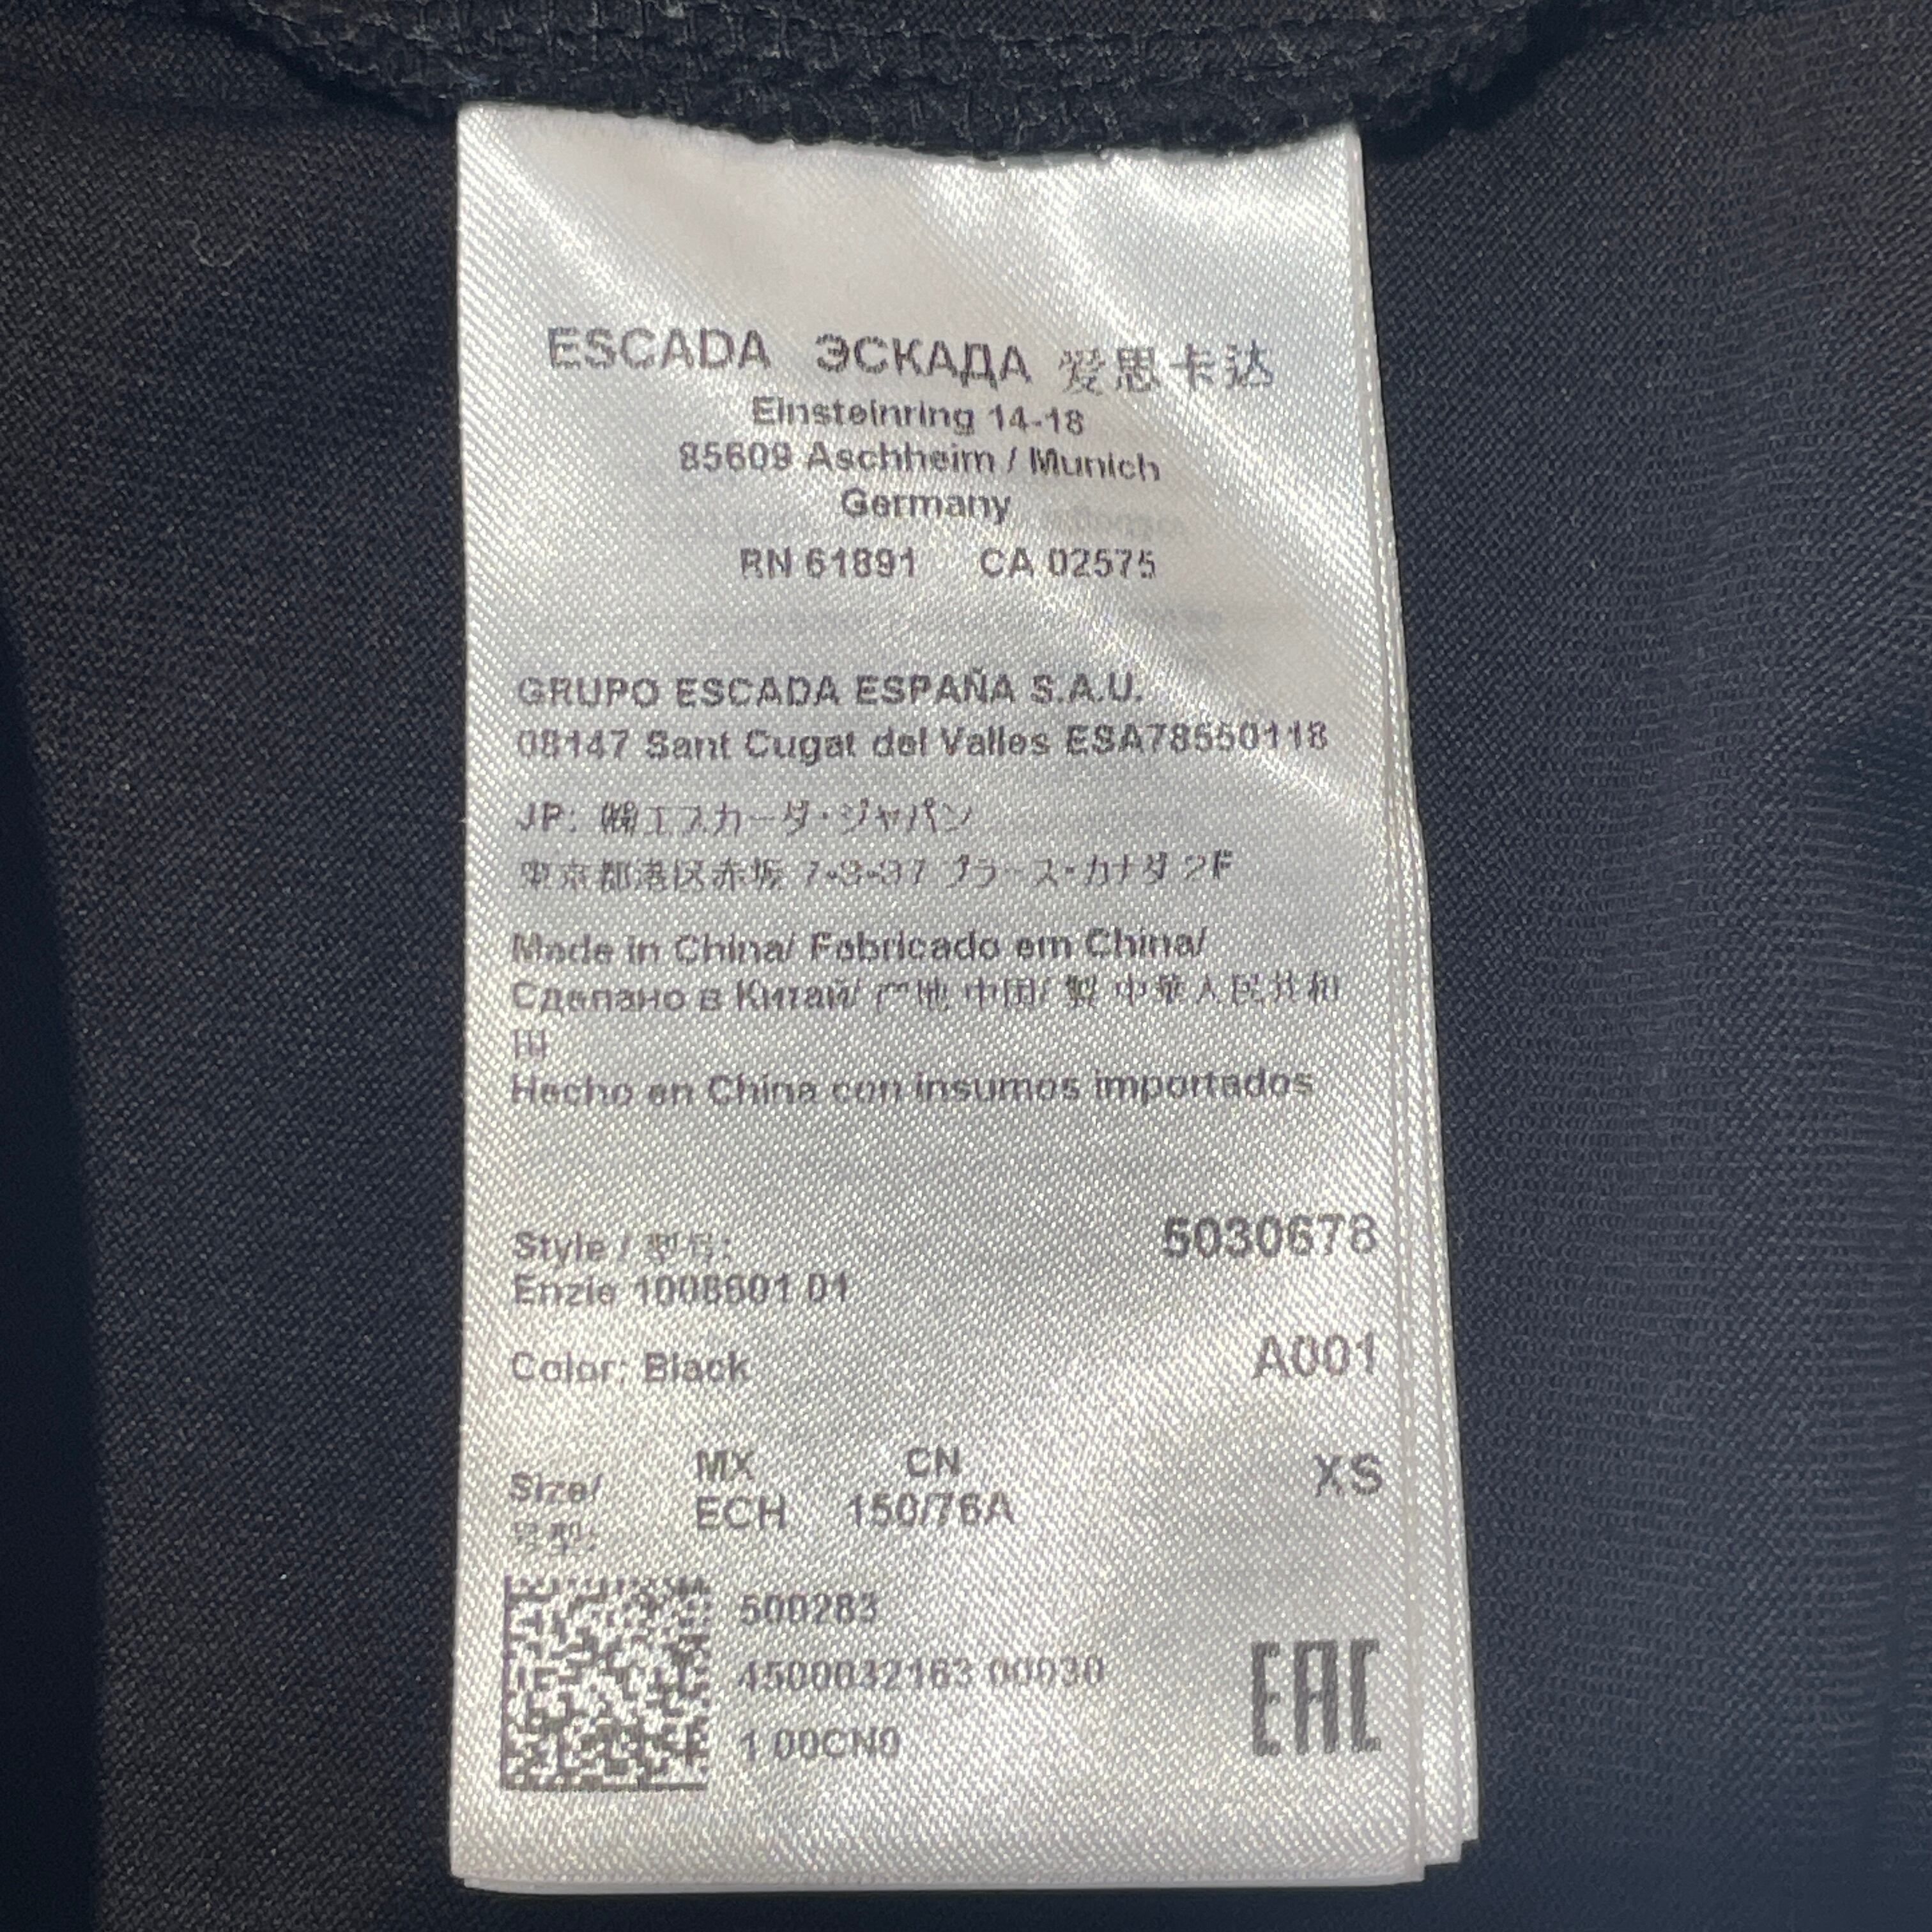 ESCADA ЭСКАДА 爱思卡达
Einsteinring 14-18
85609 Aschheim / Munich
Germany
RN 61891 CA 02575
GRUPO ESCADA ESPAÑA S.A.U.
08147 Sant Cugat del Valles ESA78550118
JP: ㈱エスカーダ・ジャパン
東京都港区赤坂 7-3-37 プラース・カナダ 2F
Made in China/ Fabricado em China/
Сделано в Китай/ 产地 中国/ 製 中華人民共和
国
Hecho en China con insumos importados
Style / 型号: 5030678
Enzie 1008601 01
Color: Black A001
MX CN XS
Size/ ECH 150/76A
号型:
500283
4500032163 00030
1 00CN0
EAC